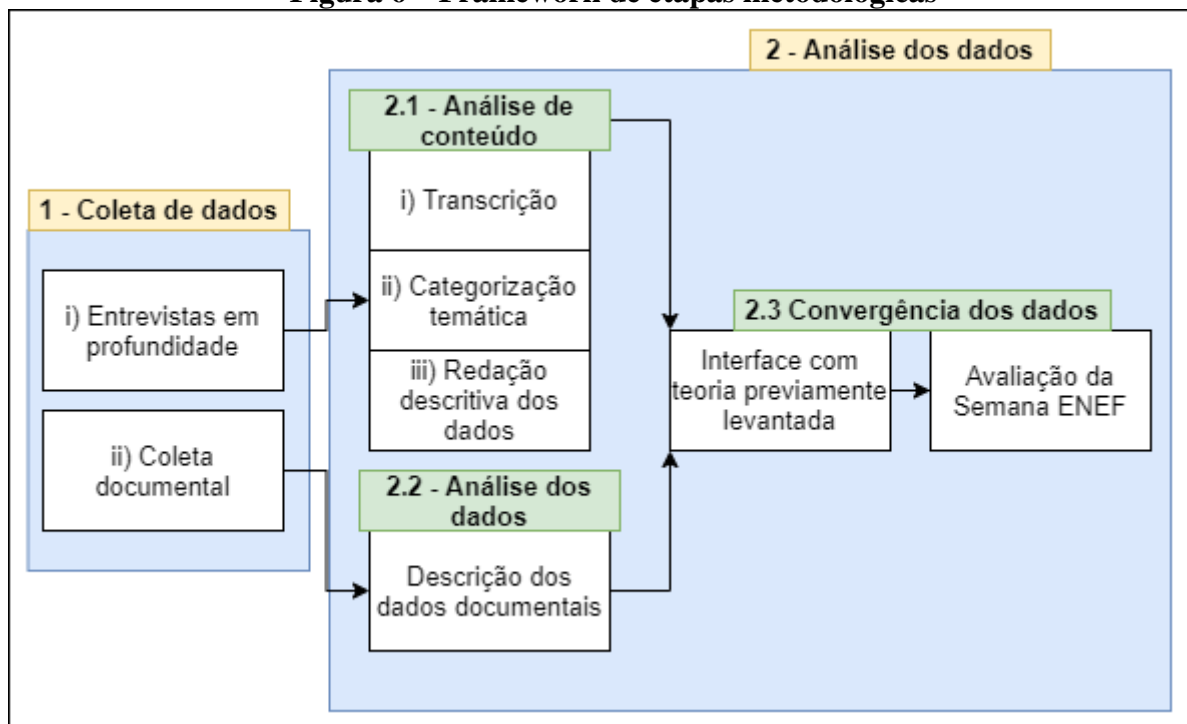 Figura 6 – Framework de etapas metodológicas
2 - Análise dos dados
2.1 - Análise de
conteúdo
i) Transcrição
ii) Categorização
temática
iii) Redação
descritiva dos
dados
1 - Coleta de dados
i) Entrevistas em
profundidade
ii) Coleta
documental
2.2 - Análise dos
dados
Descrição dos
dados documentais
2.3 Convergência dos dados
Interface com
teoria previamente
levantada
Avaliação da
Semana ENEF